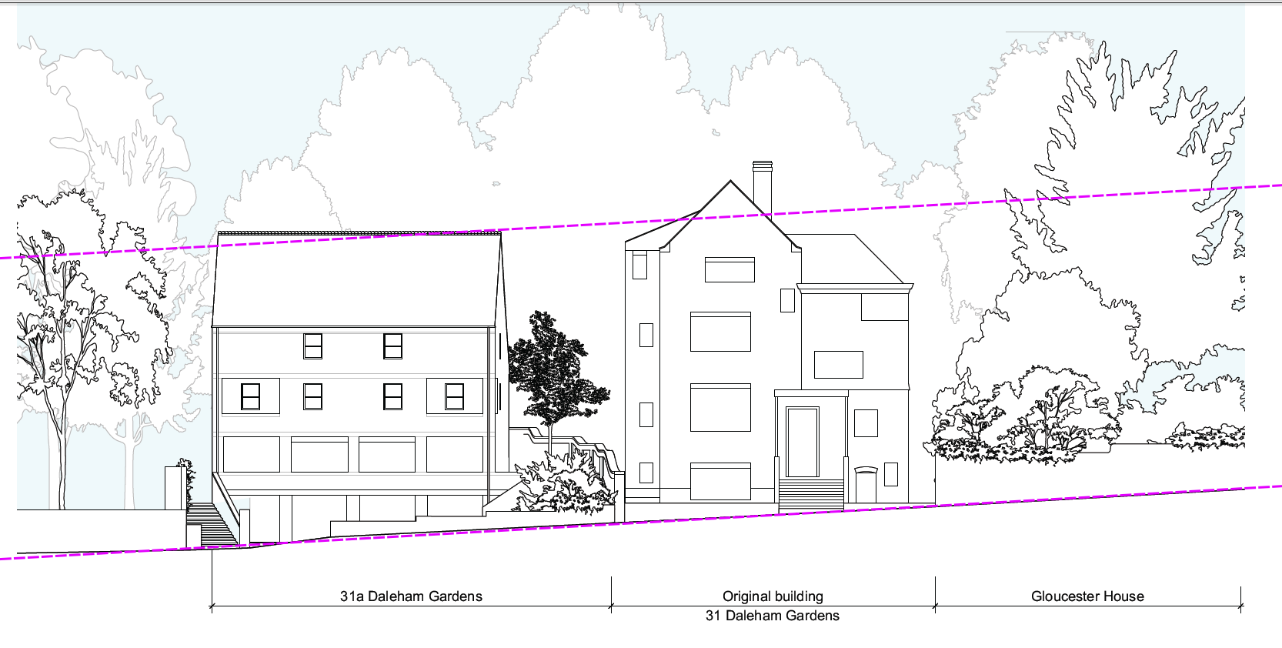 31a Daleham Gardens
Original building
Gloucester House
31 Daleham Gardens